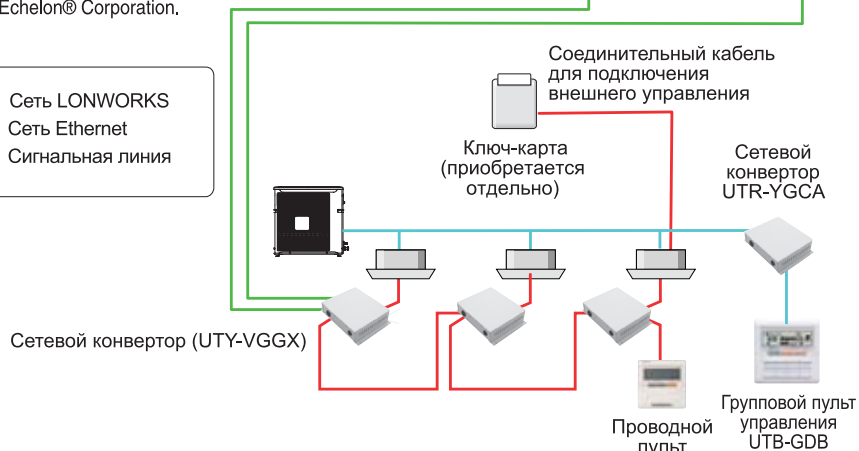 Echelon® Corporation.
Соединительный кабель
для подключения
внешнего управления
Сеть LONWORKS
Сеть Ethernet
Сигнальная линия
Ключ-карта
(приобретается
отдельно)
Сетевой
конвертор
UTR-YGCA
Сетевой конвертор (UTY-VGGX)
Проводной
пульт
Групповой пульт
управления
UTB-GDB